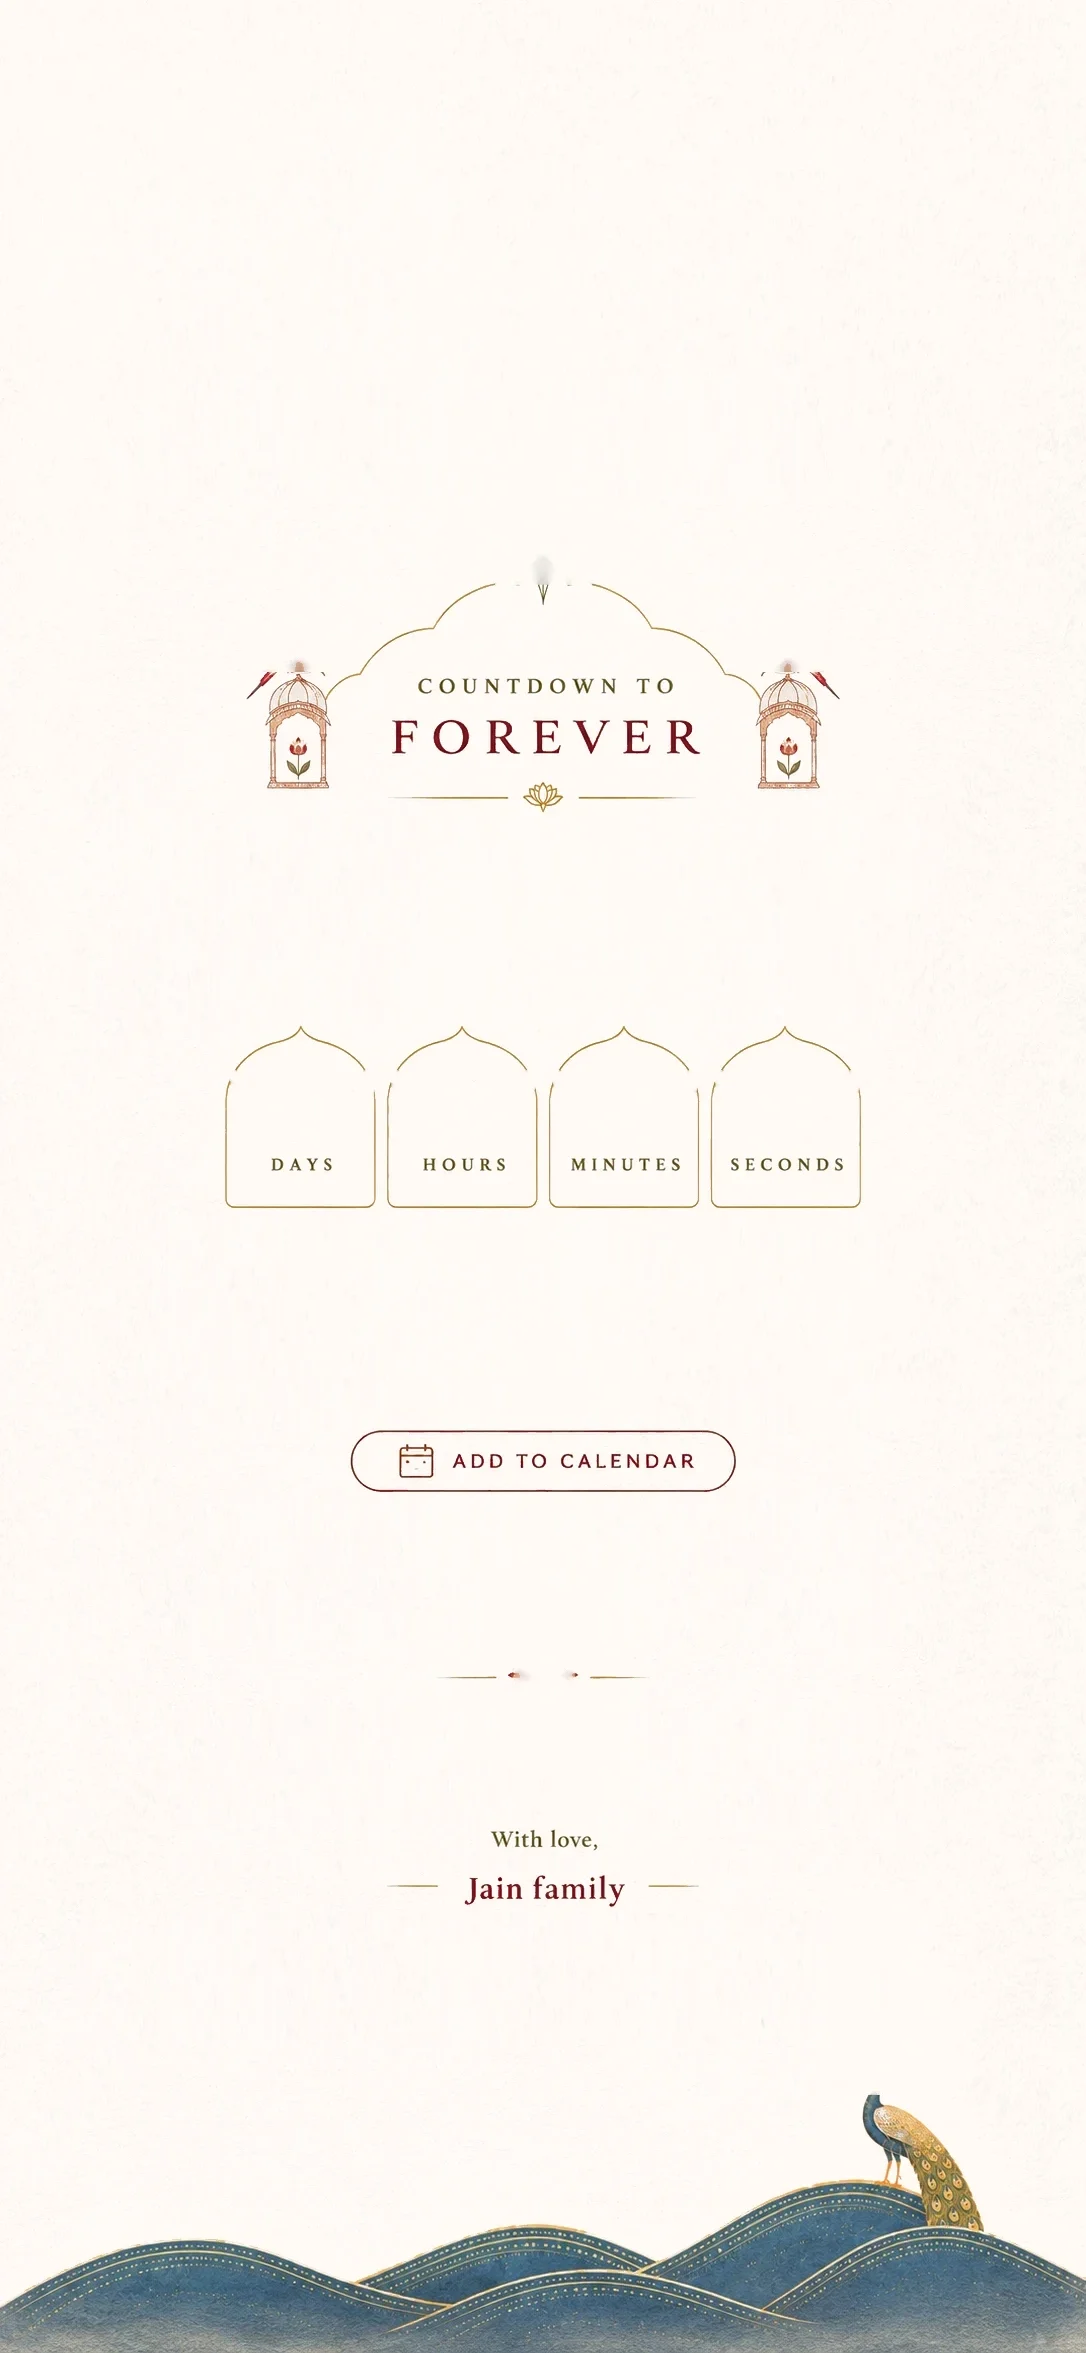 COUNTDOWN TO
FOREVER
DAYS HOURS MINUTES SECONDS
ADD TO CALENDAR
With love,
Jain family